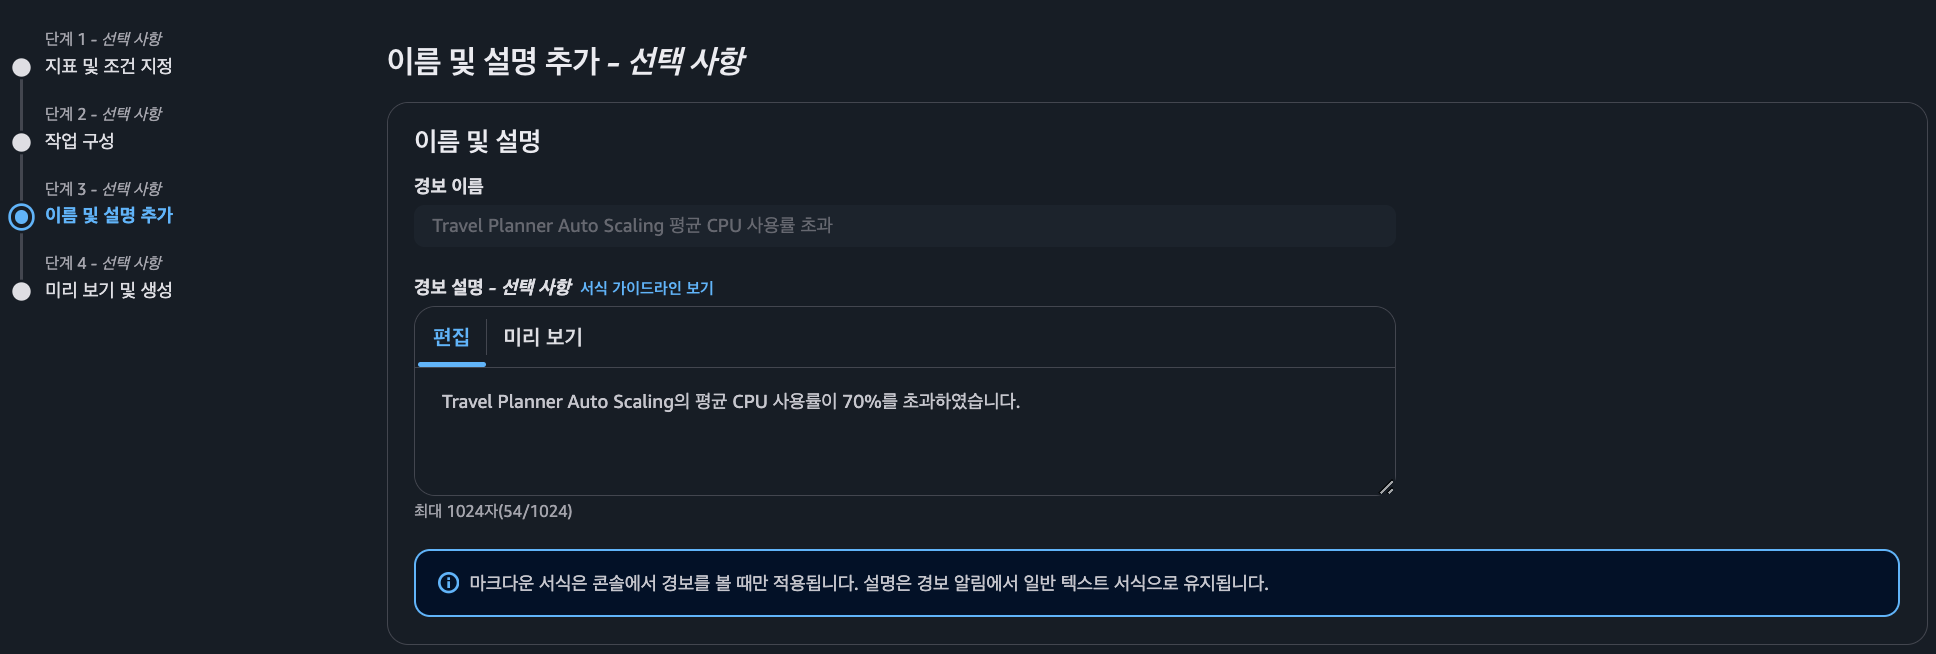 단계 1 - 선택 사항
지표 및 조건 지정
단계 2 - 선택 사항
작업 구성
단계 3 - 선택 사항
이름 및 설명 추가
단계 4 - 선택 사항
미리 보기 및 생성
이름 및 설명 추가 - 선택 사항
이름 및 설명
경보 이름
Travel Planner Auto Scaling 평균 CPU 사용률 초과
경보 설명 - 선택 사항 서식 가이드라인 보기
편집 미리 보기
Travel Planner Auto Scaling의 평균 CPU 사용률이 70%를 초과하였습니다.
최대 1024자(54/1024)
마크다운 서식은 콘솔에서 경보를 볼 때만 적용됩니다. 설명은 경보 알림에서 일반 텍스트 서식으로 유지됩니다.